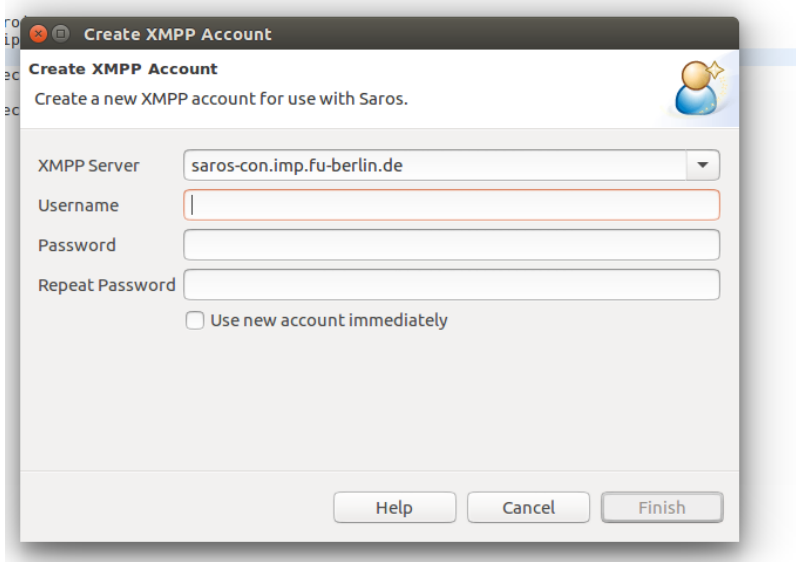 Create XMPP Account
Create XMPP Account
Create a new XMPP account for use with Saros.
XMPP Server saros-con.imp.fu-berlin.de
Username
Password
Repeat Password
Use new account immediately
Help Cancel Finish